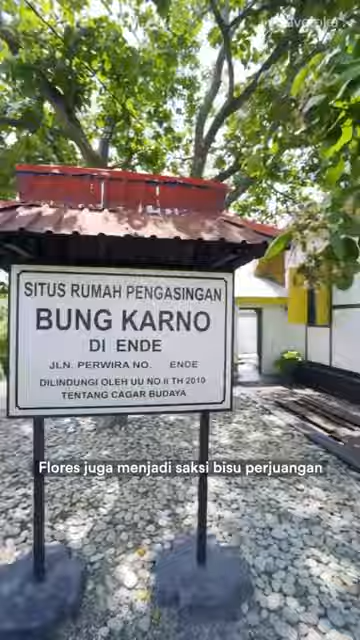 SITUS RUMAH PENGASINGAN
BUNG KARNO
DI ENDE
JLN. PERWIRA NO. ENDE
DILINDUNGI OLEH UU NO II TH 2010
TENTANG CAGAR BUDAYA
Flores juga menjadi saksi bisu perjuangan